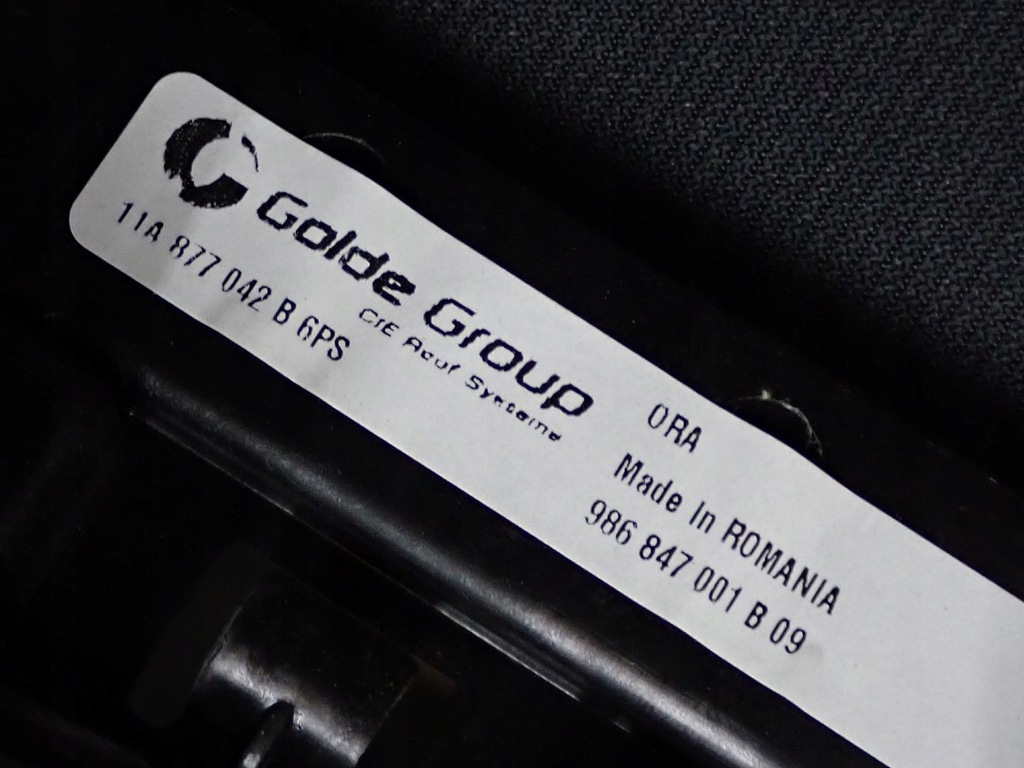 Golde Group
CIE Roof Systems
11A 877 042 B 6PS
ORA
Made in ROMANIA
986 847 001 B 09